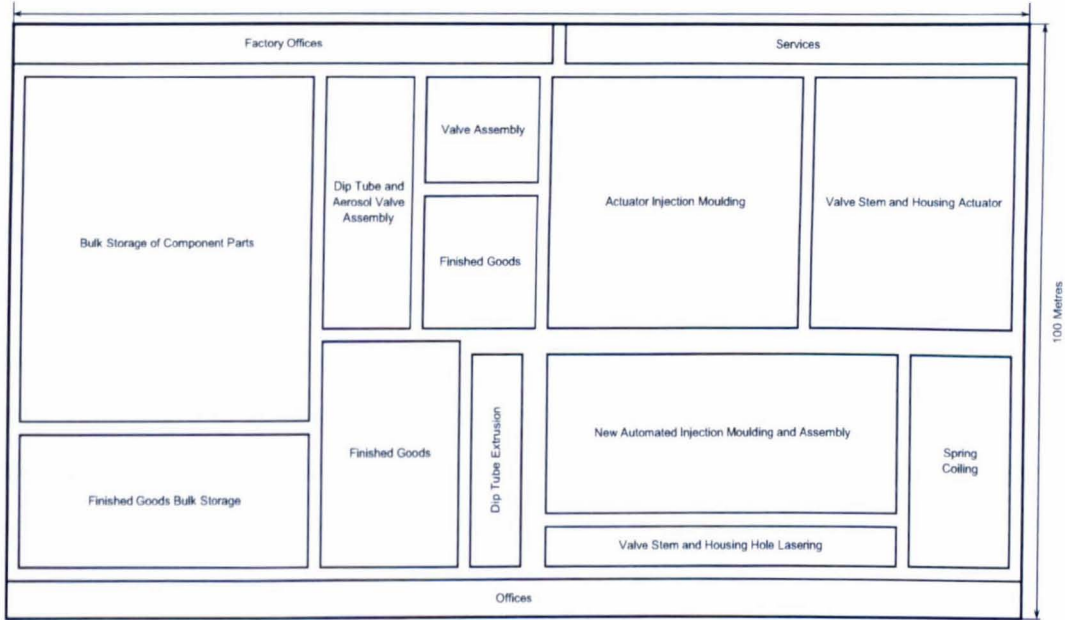 Factory Offices
Services
Bulk Storage of Component Parts
Dip Tube and
Aerosol Valve
Assembly
Valve Assembly
Finished Goods
Actuator Injection Moulding
Valve Stem and Housing Actuator
100 Metres
Finished Goods Bulk Storage
Finished Goods
Dip Tube Extrusion
New Automated Injection Moulding and Assembly
Valve Stem and Housing Hole Lasering
Spring
Coiling
Offices